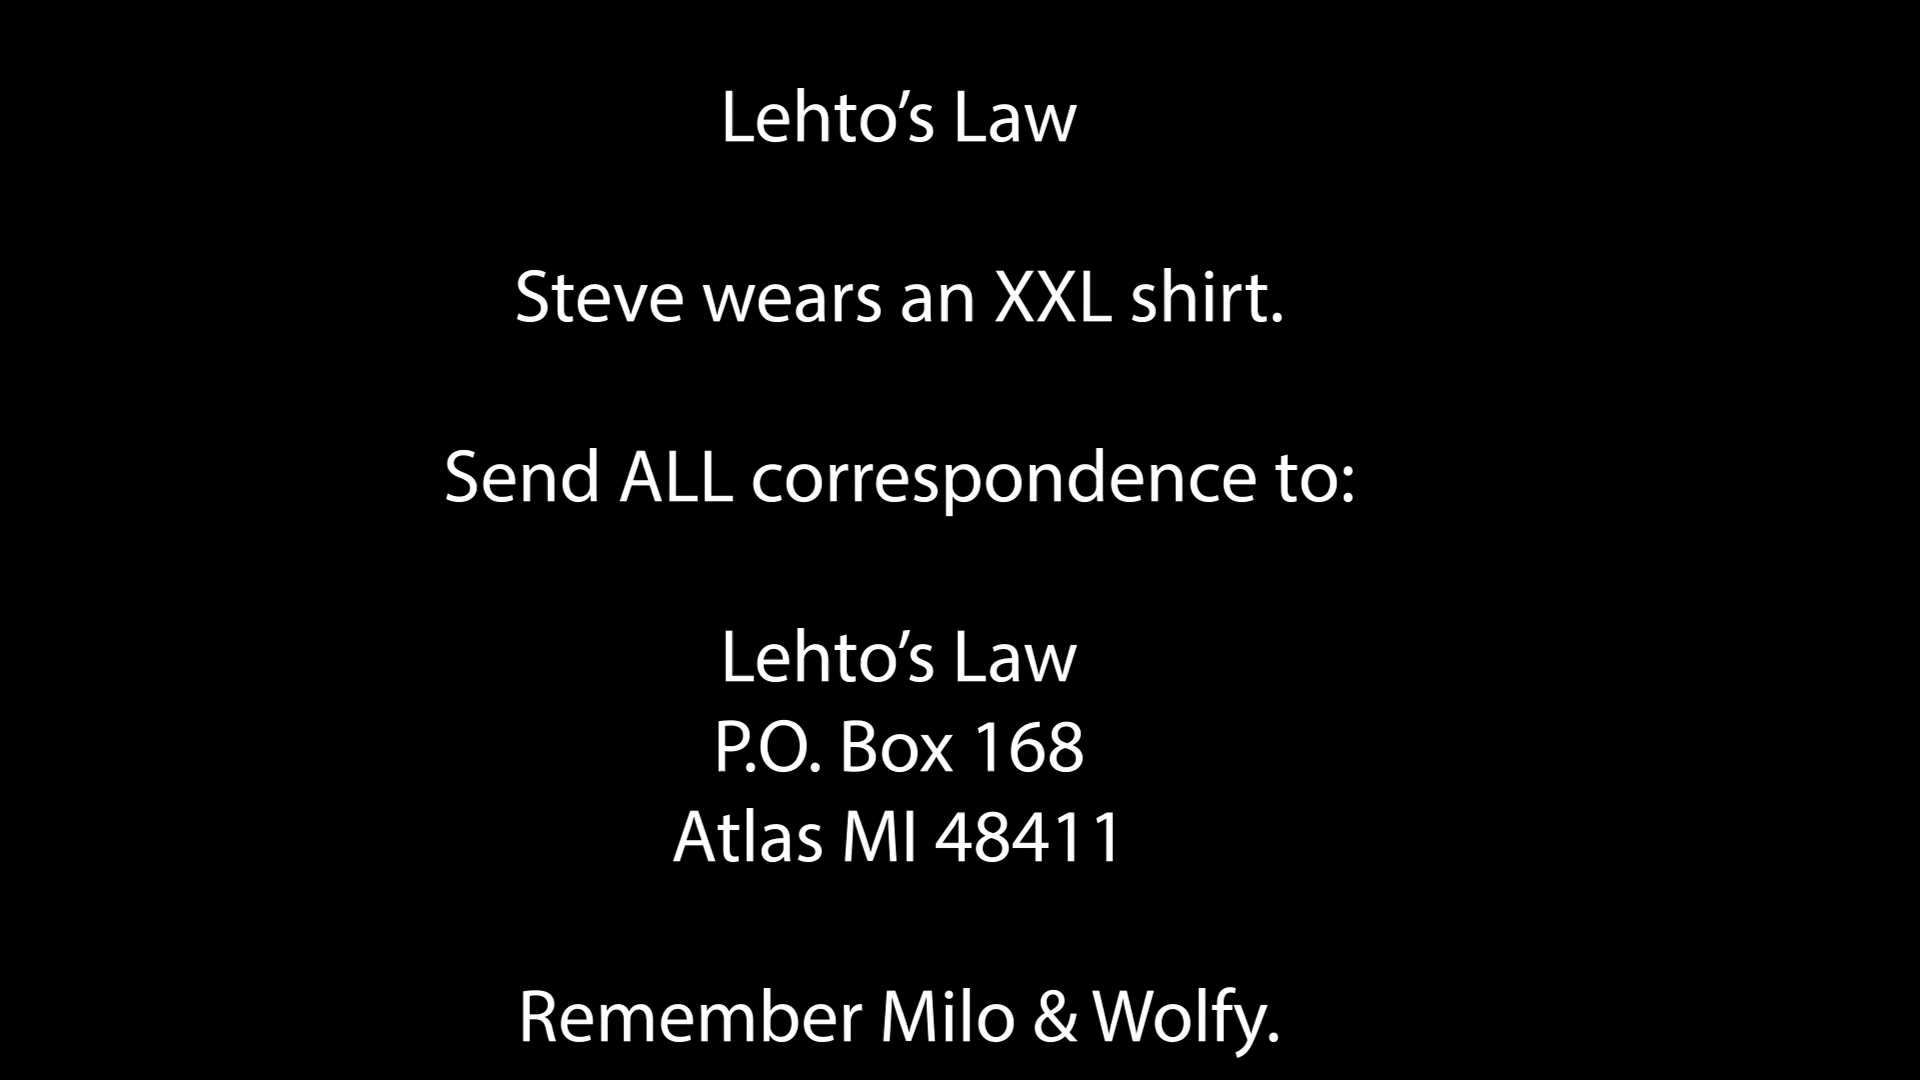 Lehto’s Law
Steve wears an XXL shirt.
Send ALL correspondence to:
Lehto’s Law
P.O. Box 168
Atlas MI 48411
Remember Milo & Wolfy.